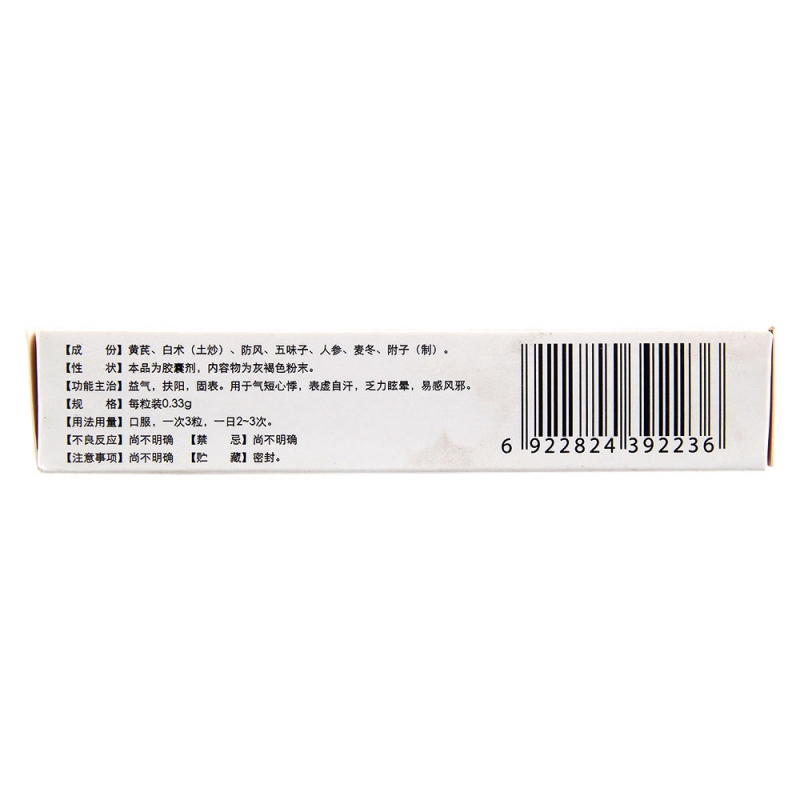 【成　份】黄芪、白术（土炒）、防风、五味子、人参、麦冬、附子（制）。
【性　状】本品为胶囊剂，内容物为灰褐色粉末。
【功能主治】益气，扶阳，固表。用于气短心悸，表虚自汗，乏力眩晕，易感风邪。
【规　格】每粒装0.33g
【用法用量】口服，一次3粒，一日2~3次。
【不良反应】尚不明确 【禁　忌】尚不明确
【注意事项】尚不明确 【贮　藏】密封。
6 922824 392236